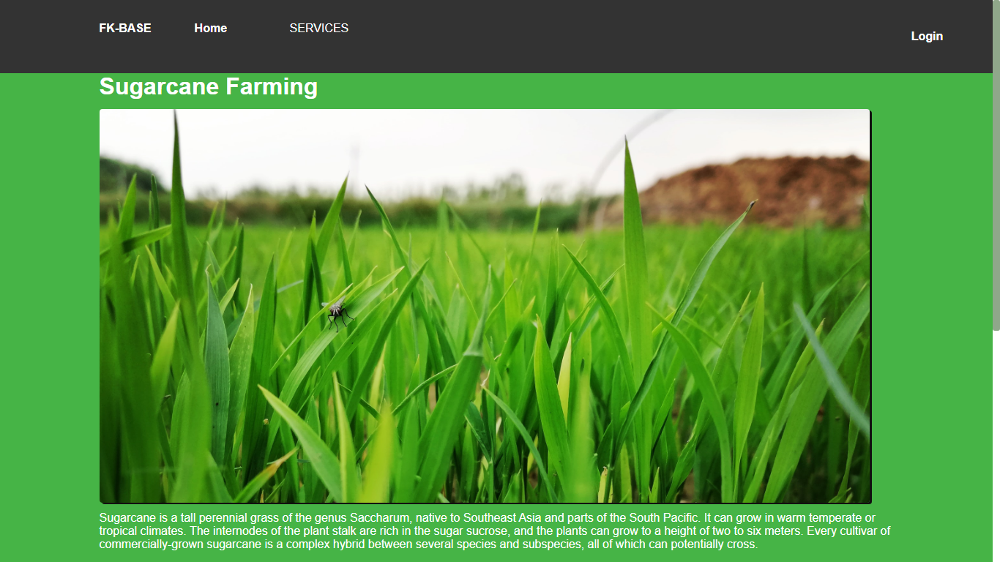 FK-BASE Home SERVICES Login
Sugarcane Farming
Sugarcane is a tall perennial grass of the genus Saccharum, native to Southeast Asia and parts of the South Pacific. It can grow in warm temperate or
tropical climates. The internodes of the plant stalk are rich in the sugar sucrose, and the plants can grow to a height of two to six meters. Every cultivar of
commercially-grown sugarcane is a complex hybrid between several species and subspecies, all of which can potentially cross.